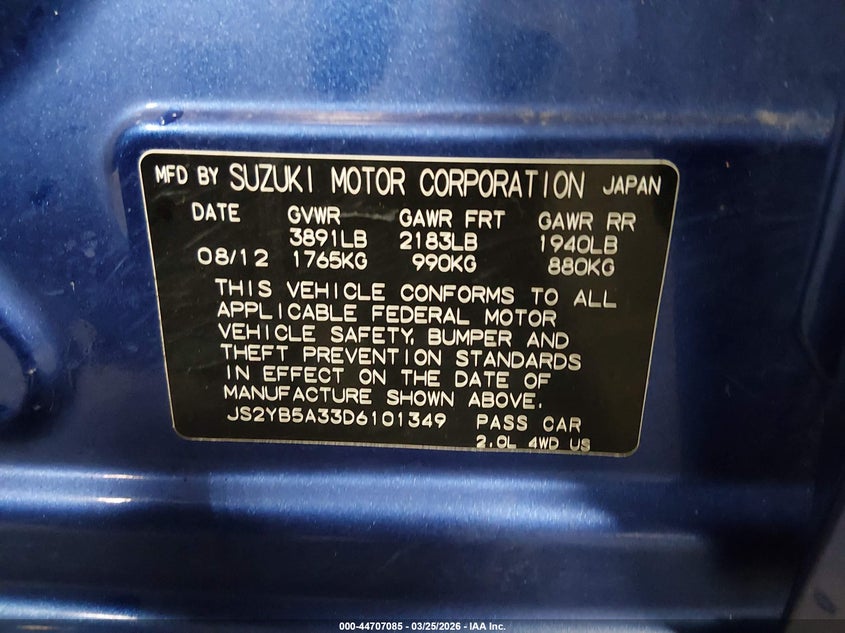 MFD BY SUZUKI MOTOR CORPORATION JAPAN
DATE GVWR GAWR FRT GAWR RR
3891LB 2183LB 1940LB
08/12 1765KG 990KG 880KG
THIS VEHICLE CONFORMS TO ALL
APPLICABLE FEDERAL MOTOR
VEHICLE SAFETY, BUMPER AND
THEFT PREVENTION STANDARDS
IN EFFECT ON THE DATE OF
MANUFACTURE SHOWN ABOVE.
JS2YB5A33D6101349 PASS CAR
2.0L 4WD US
000-44707085 - 03/25/2026 - IAA Inc.